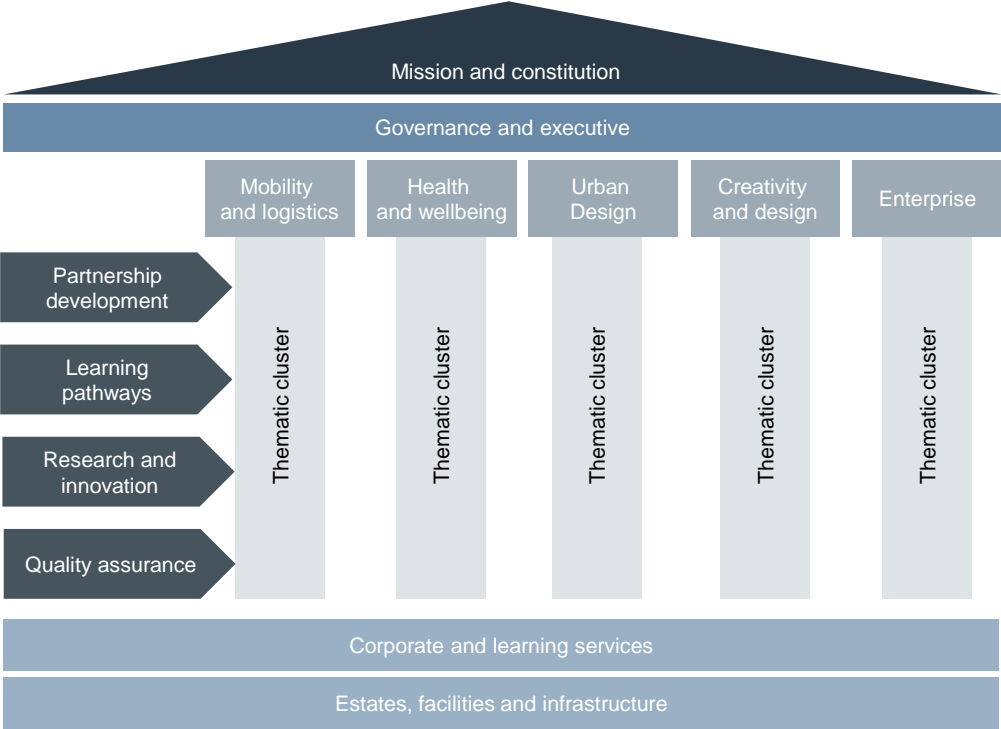 Mission and constitution
Governance and executive
Mobility
and logistics
Health
and wellbeing
Urban
Design
Creativity
and design
Enterprise
Partnership
development
Learning
pathways
Research and
innovation
Quality assurance
Thematic cluster
Thematic cluster
Thematic cluster
Thematic cluster
Thematic cluster
Corporate and learning services
Estates, facilities and infrastructure